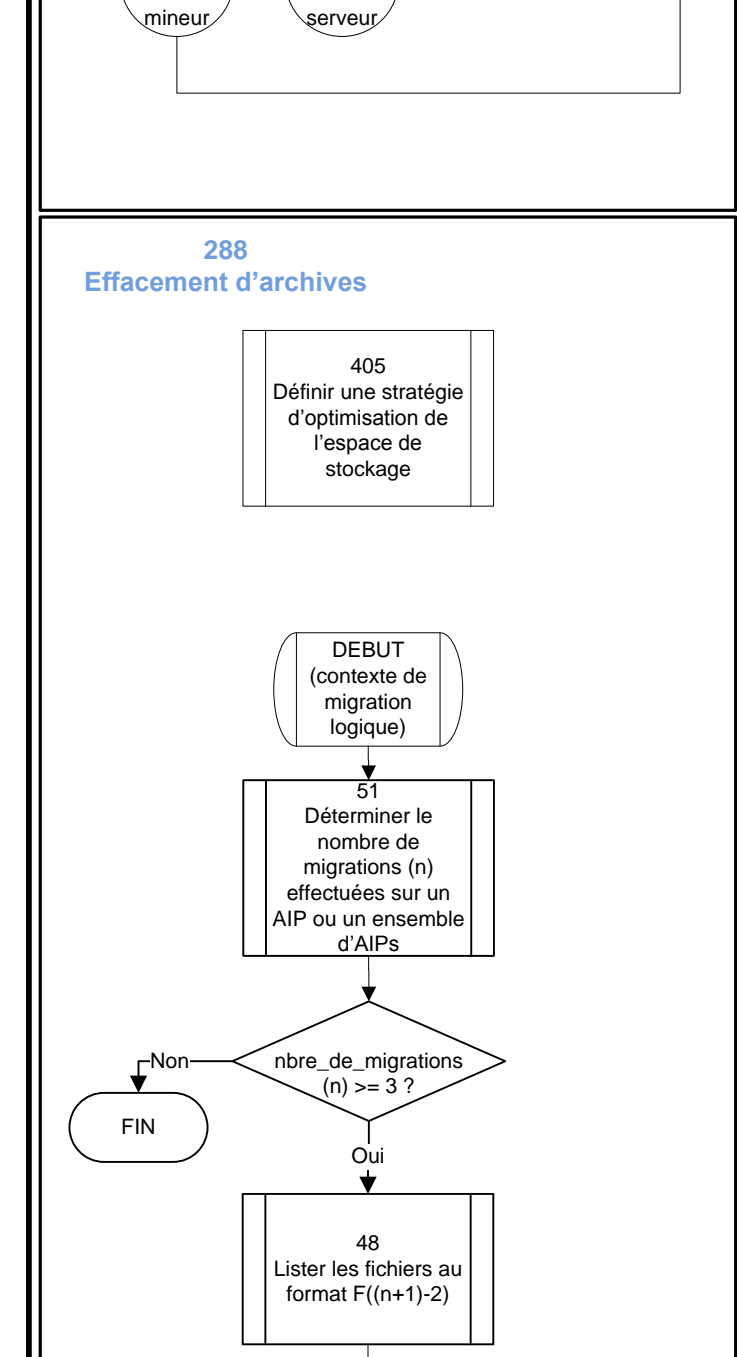 mineur
serveur
288
Effacement d'archives
405
Définir une stratégie
d'optimisation de
l'espace de
stockage
DEBUT
(contexte de
migration
logique)
51
Déterminer le
nombre de
migrations (n)
effectuées sur un
AIP ou un ensemble
d'AIPs
nbre_de_migrations
(n) >= 3 ?
Non
FIN
Oui
48
Lister les fichiers au
format F((n+1)-2)